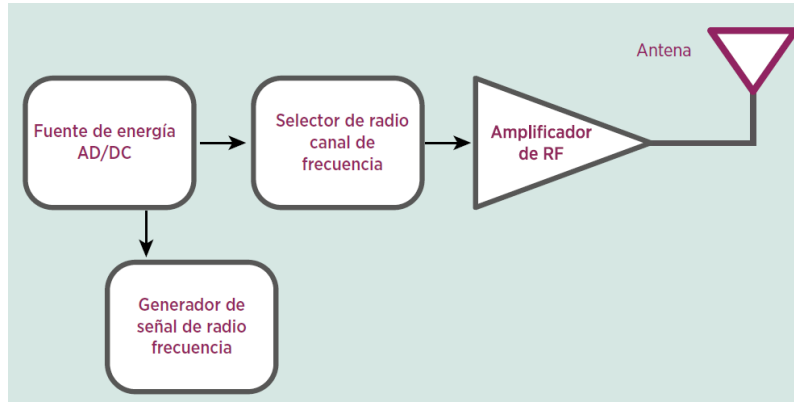 Antena
Fuente de energía
AD/DC
Selector de radio
canal de
frecuencia
Amplificador
de RF
Generador de
señal de radio
frecuencia